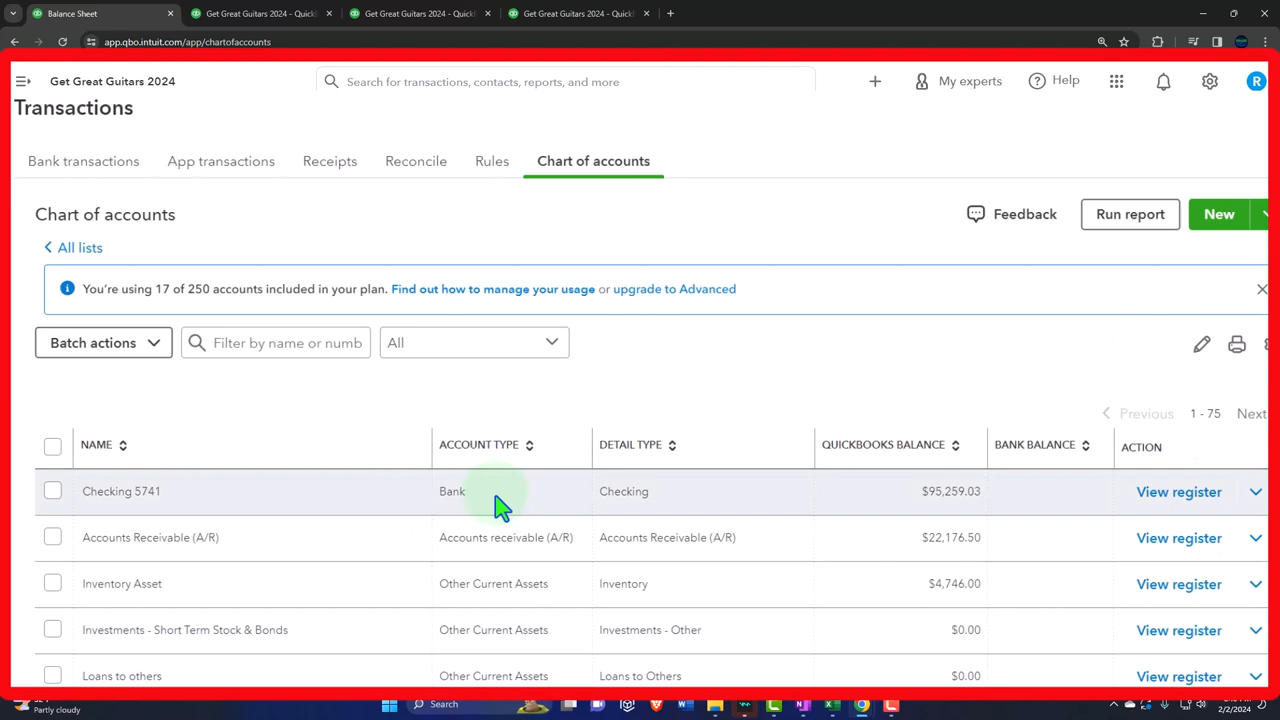 Balance Sheet
Get Great Guitars 2024 - Quick
Get Great Guitars 2024 - Quick
Get Great Guitars 2024 - Quick
app.qbo.intuit.com/app/chartofaccounts
Get Great Guitars 2024
Search for transactions, contacts, reports, and more
My experts
Help
R
Transactions
Bank transactions App transactions Receipts Reconcile Rules Chart of accounts
Chart of accounts
Feedback
Run report
New
All lists
You're using 17 of 250 accounts included in your plan. Find out how to manage your usage or upgrade to Advanced
Batch actions
Filter by name or numb
All
Previous 1 - 75 Next
NAME ACCOUNT TYPE DETAIL TYPE QUICKBOOKS BALANCE BANK BALANCE ACTION
Checking 5741 Bank Checking $95,259.03 View register
Accounts Receivable (A/R) Accounts receivable (A/R) Accounts Receivable (A/R) $22,176.50 View register
Inventory Asset Other Current Assets Inventory $4,746.00 View register
Investments - Short Term Stock & Bonds Other Current Assets Investments - Other $0.00 View register
Loans to others Other Current Assets Loans to Others $0.00 View register
Partly cloudy
Search
2/2/2024